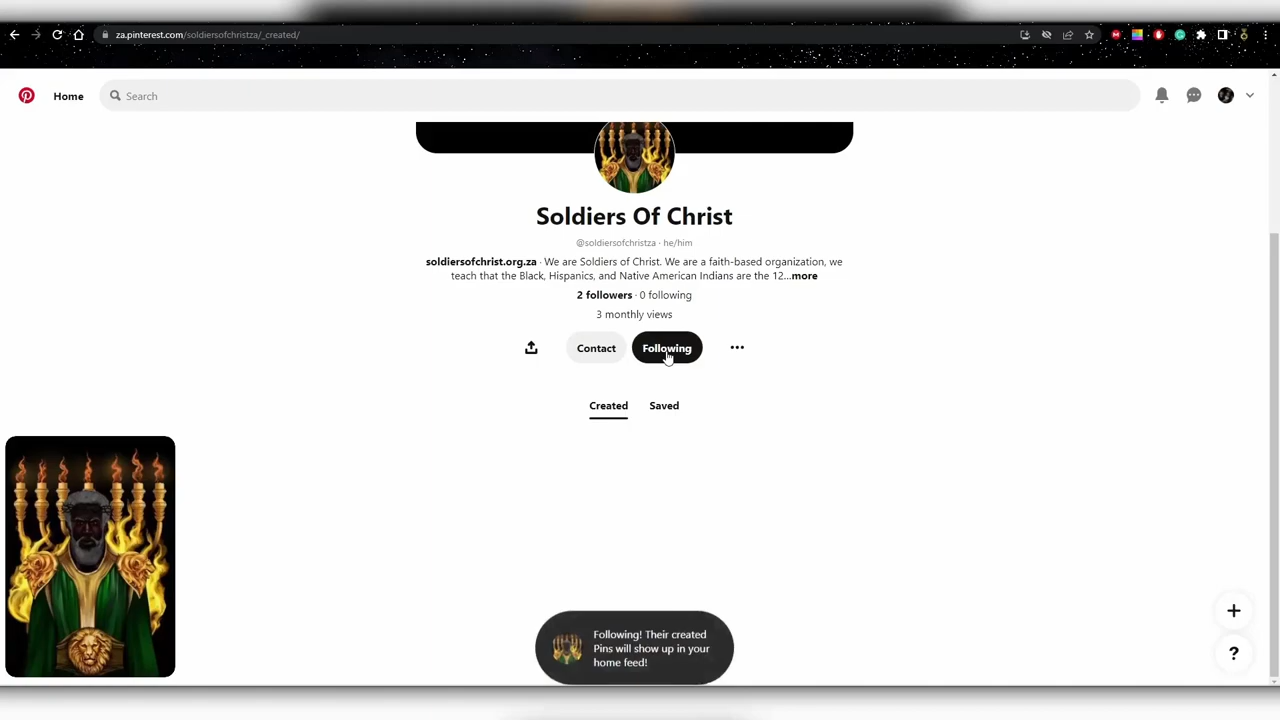 za.pinterest.com/soldiersofchristza/_created/
Home
Search
Soldiers Of Christ
@soldiersofchristza · he/him
soldiersofchrist.org.za · We are Soldiers of Christ. We are a faith-based organization, we
teach that the Black, Hispanics, and Native American Indians are the 12...more
2 followers · 0 following
3 monthly views
Contact
Following
Created
Saved
Following! Their created
Pins will show up in your
home feed!